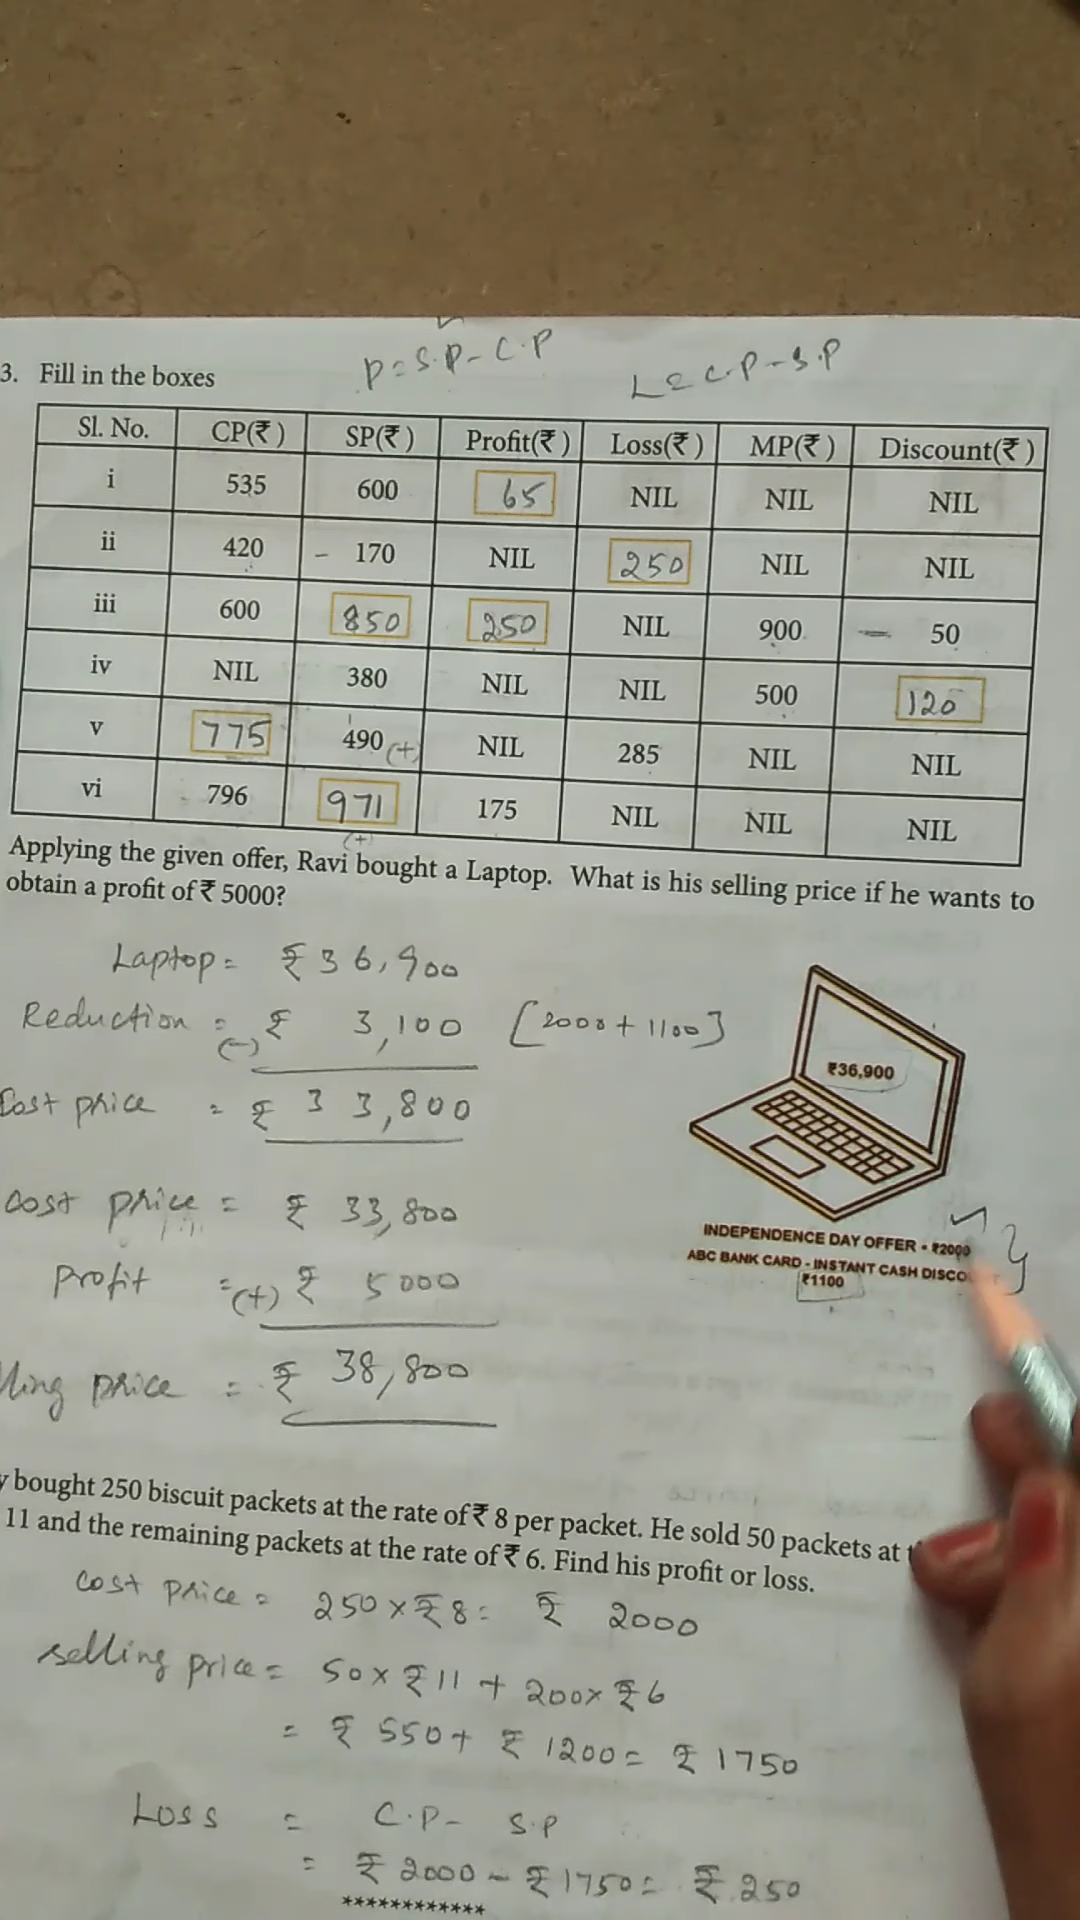 P=S.P-C.P
L=C.P-S.P
3. Fill in the boxes
Sl. No. CP(₹) SP(₹) Profit(₹) Loss(₹) MP(₹) Discount(₹)
i 535 600 65 NIL NIL NIL
ii 420 - 170 NIL 250 NIL NIL
iii 600 850 250 NIL 900 - 50
iv NIL 380 NIL NIL 500 120
v 775 490 (+) NIL 285 NIL NIL
vi 796 971 175 NIL NIL NIL
(+)
Applying the given offer, Ravi bought a Laptop. What is his selling price if he wants to
obtain a profit of ₹ 5000?
Laptop = ₹ 36,900
Reduction = (-) ₹ 3,100 [2000 + 1100]
Cost price = ₹ 33,800
Cost price = ₹ 33,800
Profit = (+) ₹ 5000
price = ₹ 38,800
₹36,900
INDEPENDENCE DAY OFFER - ₹2000
ABC BANK CARD - INSTANT CASH
₹1100
bought 250 biscuit packets at the rate of ₹ 8 per packet. He sold 50 packets at
11 and the remaining packets at the rate of ₹ 6. Find his profit or loss.
Cost price = 250 × ₹ 8 = ₹ 2000
Selling price = 50 × ₹ 11 + 200 × ₹ 6
= ₹ 550 + ₹ 1200 = ₹ 1750
Loss = C.P - S.P
= ₹ 2000 - ₹ 1750 = ₹ 250
************